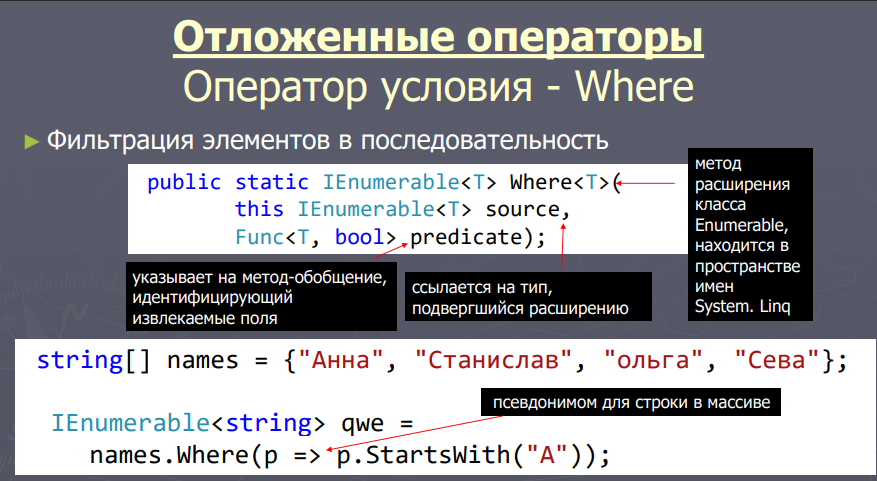 Отложенные операторы
Оператор условия - Where
Фильтрация элементов в последовательность
public static IEnumerable<T> Where<T>(
this IEnumerable<T> source,
Func<T, bool> predicate);
метод
расширения
класса
Enumerable,
находится в
пространстве
имен
System. Linq
указывает на метод-обобщение,
идентифицирующий
извлекаемые поля
ссылается на тип,
подвергшийся расширению
string[] names = {"Анна", "Станислав", "ольга", "Сева"};
псевдонимом для строки в массиве
IEnumerable<string> qwe =
names.Where(p => p.StartsWith("А"));